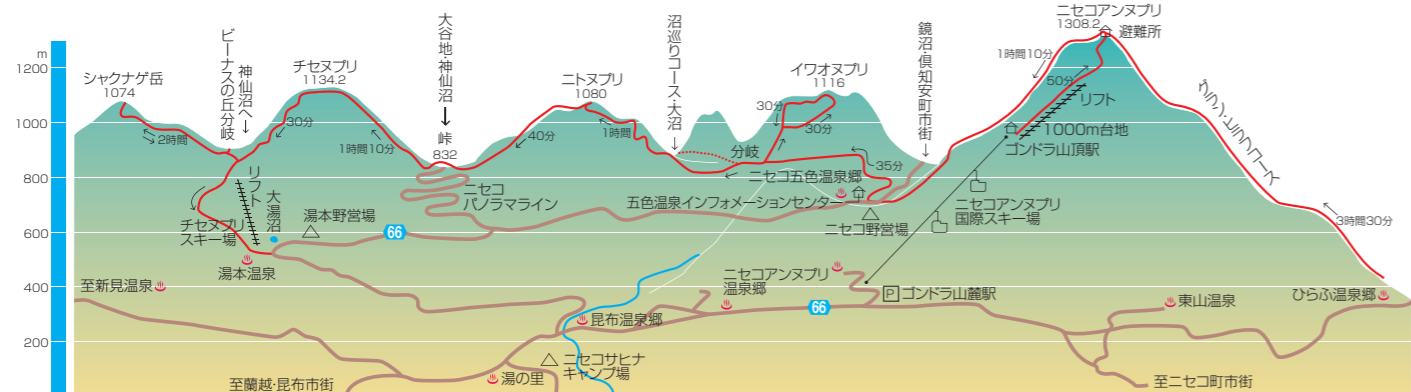 m
1200
1000
800
600
400
200
シャクナゲ岳
1074
2時間
ビーナスの丘分岐
神仙沼へ
チセヌプリ
1134.2
30分
1時間10分
大谷地・神仙沼
峠
832
40分
ニトヌプリ
1080
1時間
沼巡りコース・大沼
分岐
イワオヌプリ
1116
30分
30分
35分
鏡沼・倶知安町市街
ニセコアンヌプリ
1308.2
避難所
1時間10分
50分
リフト
1000m台地
ゴンドラ山頂駅
グラン・ヒラフコース
3時間30分
リフト
大湯沼
チセヌプリ
スキー場
湯本温泉
湯本野営場
66
ニセコ
パノラマライン
ニセコ五色温泉郷
五色温泉インフォメーションセンター
ニセコ野営場
ニセコアンヌプリ
国際スキー場
至新見温泉
昆布温泉郷
ニセコアンヌプリ
温泉郷
P
ゴンドラ山麓駅
66
東山温泉
ひらふ温泉郷
至蘭越・昆布市街
湯の里
ニセコサヒナ
キャンプ場
至ニセコ町市街